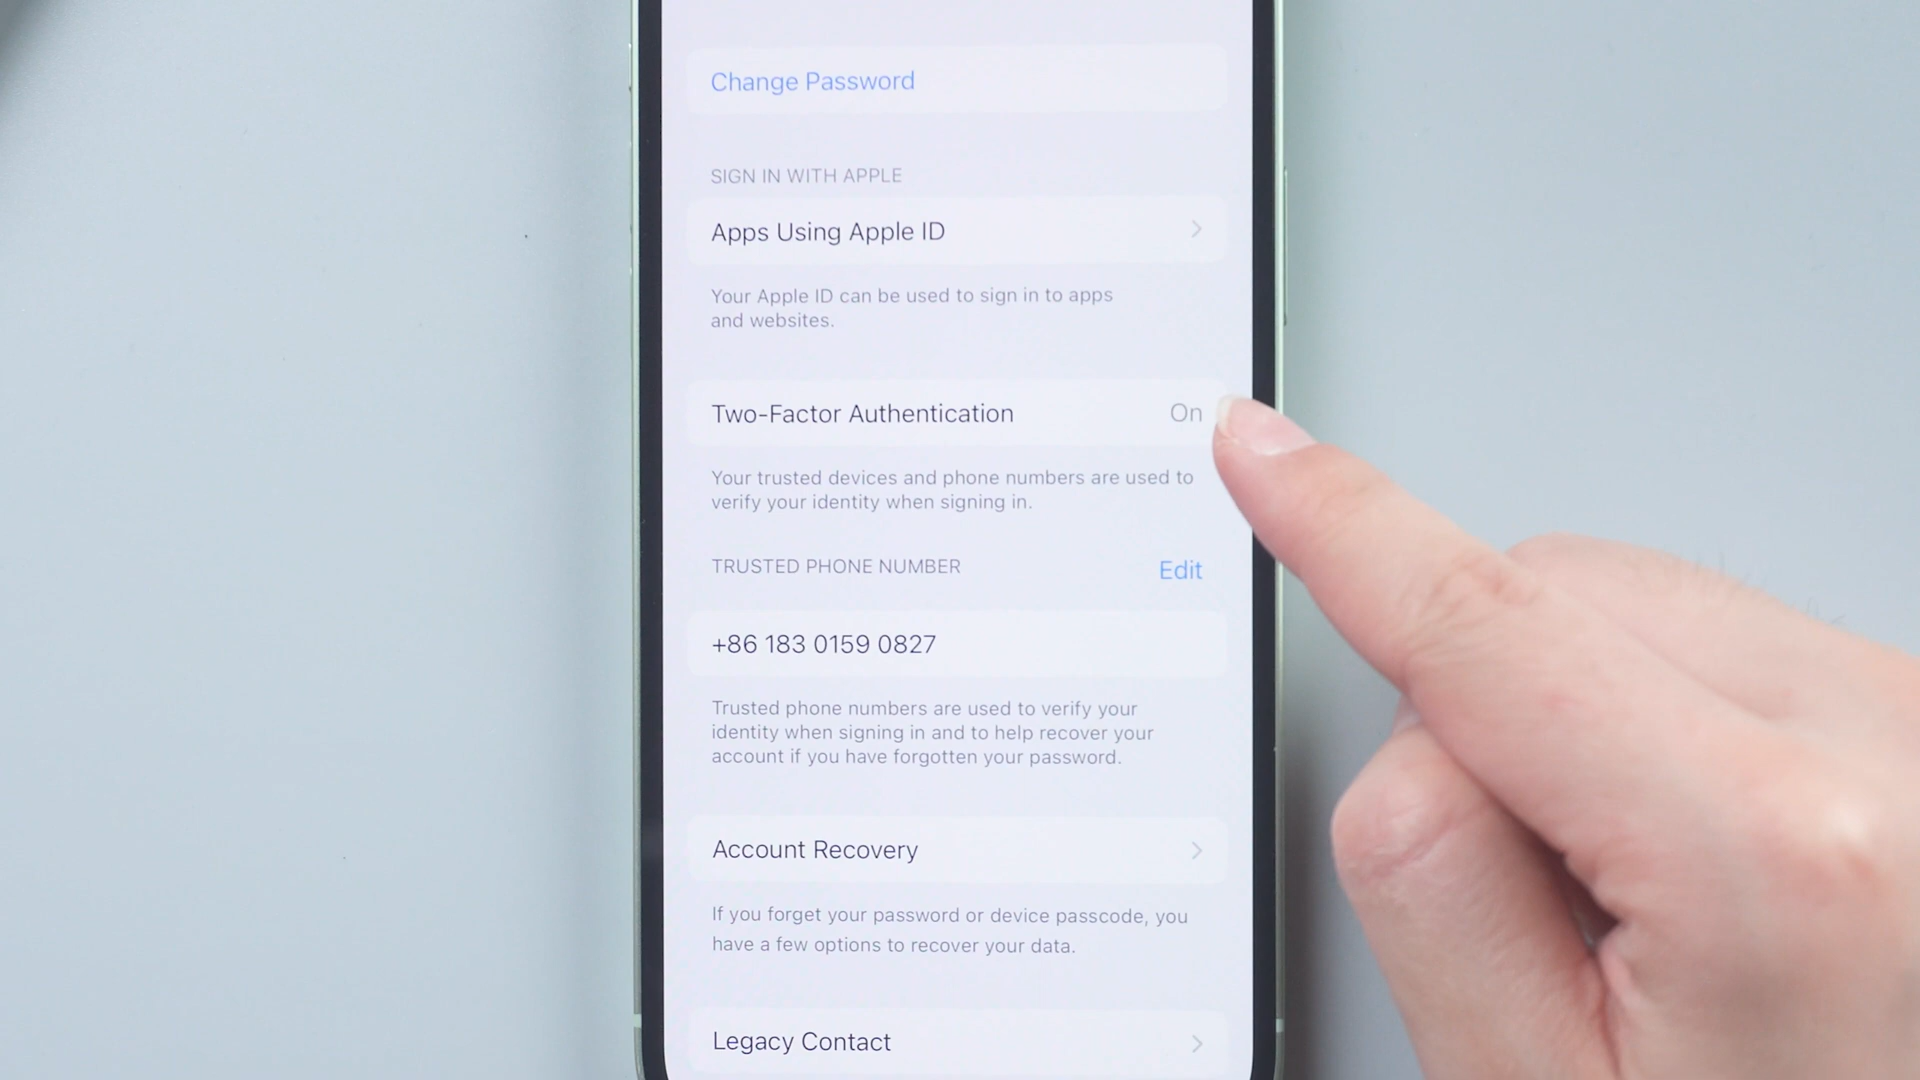 Change Password
SIGN IN WITH APPLE
Apps Using Apple ID
Your Apple ID can be used to sign in to apps
and websites.
Two-Factor Authentication On
Your trusted devices and phone numbers are used to
verify your identity when signing in.
TRUSTED PHONE NUMBER Edit
+86 183 0159 0827
Trusted phone numbers are used to verify your
identity when signing in and to help recover your
account if you have forgotten your password.
Account Recovery
If you forget your password or device passcode, you
have a few options to recover your data.
Legacy Contact